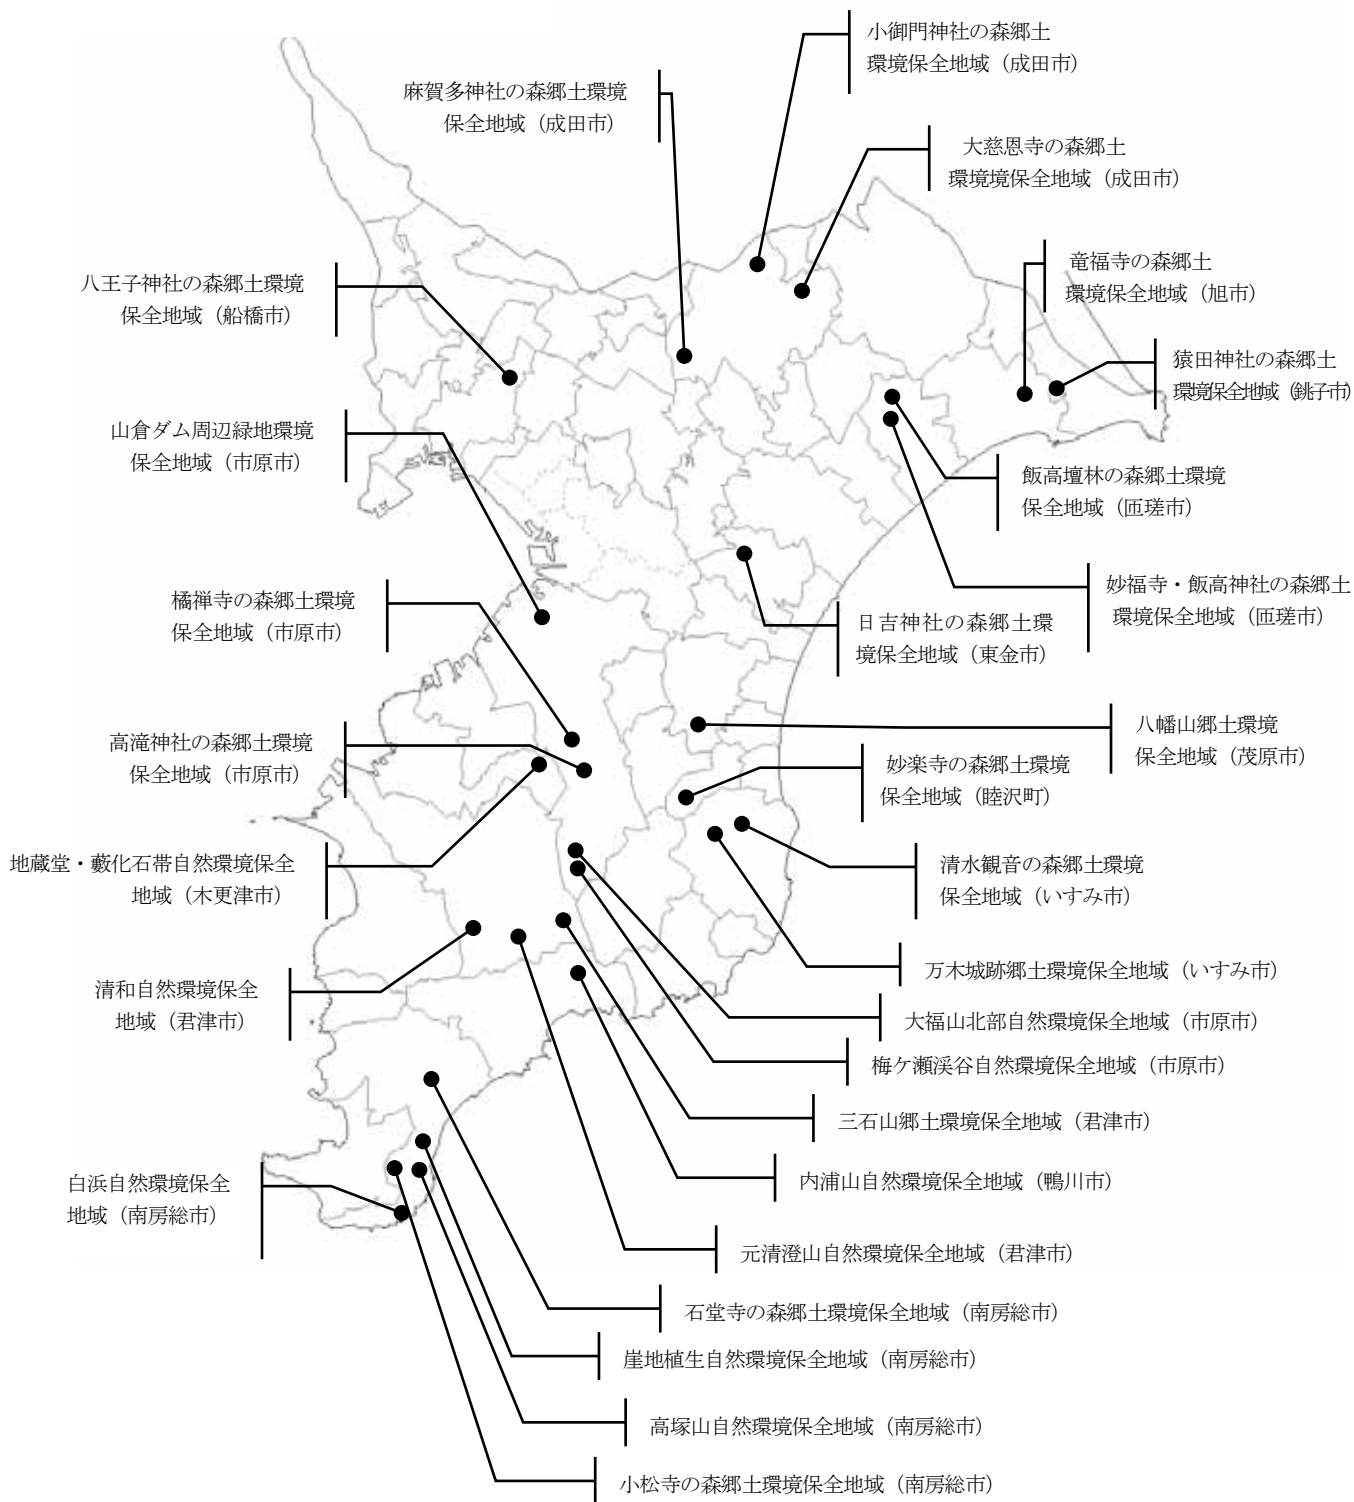 小御門神社の森郷土
環境保全地域（成田市）
麻賀多神社の森郷土環境
保全地域（成田市）
大慈恩寺の森郷土
環境境保全地域（成田市）
竜福寺の森郷土
環境保全地域（旭市）
八王子神社の森郷土環境
保全地域（船橋市）
猿田神社の森郷土
環境保全地域（銚子市）
山倉ダム周辺緑地環境
保全地域（市原市）
飯高壇林の森郷土環境
保全地域（匝瑳市）
妙福寺・飯高神社の森郷土
環境保全地域（匝瑳市）
橘禅寺の森郷土環境
保全地域（市原市）
日吉神社の森郷土環
境保全地域（東金市）
八幡山郷土環境
保全地域（茂原市）
高滝神社の森郷土環境
保全地域（市原市）
妙楽寺の森郷土環境
保全地域（睦沢町）
地蔵堂・藪化石帯自然環境保全
地域（木更津市）
清水観音の森郷土環境
保全地域（いすみ市）
万木城跡郷土環境保全地域（いすみ市）
清和自然環境保全
地域（君津市）
大福山北部自然環境保全地域（市原市）
梅ケ瀬渓谷自然環境保全地域（市原市）
三石山郷土環境保全地域（君津市）
内浦山自然環境保全地域（鴨川市）
白浜自然環境保全
地域（南房総市）
元清澄山自然環境保全地域（君津市）
石堂寺の森郷土環境保全地域（南房総市）
崖地植生自然環境保全地域（南房総市）
高塚山自然環境保全地域（南房総市）
小松寺の森郷土環境保全地域（南房総市）